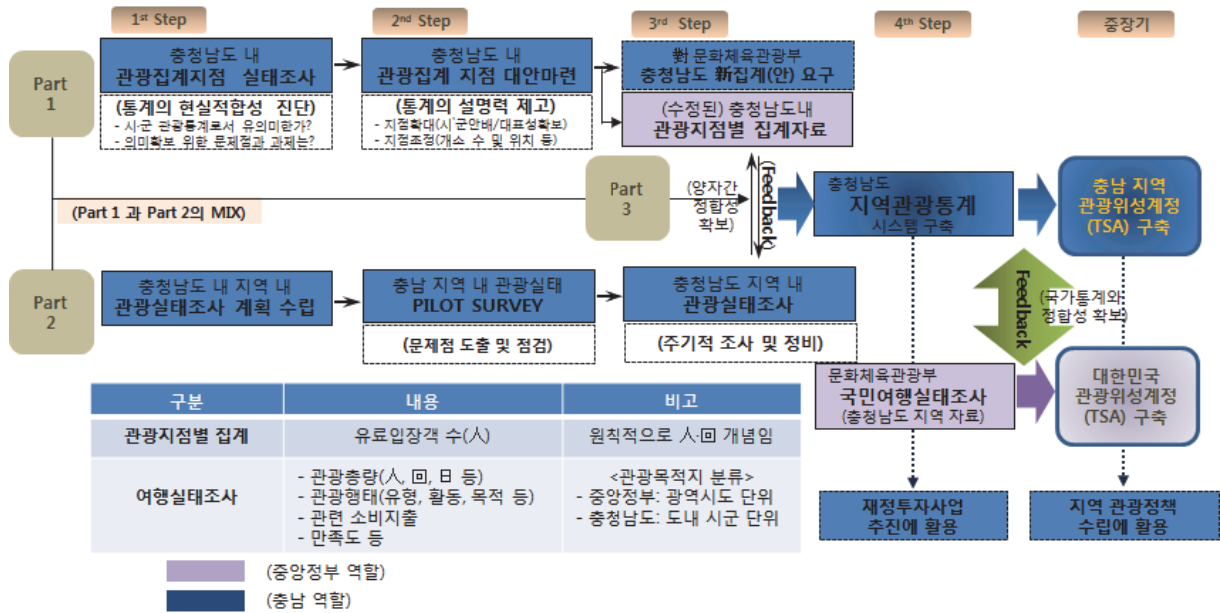 1st Step
2nd Step
3rd Step
4th Step
중장기
Part
1
충청남도 내
관광집계지점 실태조사
(통계의 현실적합성 진단)
- 시·군 관광통계로서 유의미한가?
- 의미확보 위한 문제점과 과제는?
충청남도 내
관광집계 지점 대안마련
(통계의 설명력 제고)
- 지점확대(시·군안배/대표성확보)
- 지점조정(개소 수 및 위치 등)
對 문화체육관광부
충청남도 新집계(안) 요구
(수정된) 충청남도내
관광지점별 집계자료
(Part 1 과 Part 2의 MIX)
Part
3
(양자간
정합성
확보)
(Feedback)
충청남도
지역관광통계
시스템 구축
충남 지역
관광위성계정
(TSA) 구축
Part
2
충청남도 내 지역 내
관광실태조사 계획 수립
충남 지역 내 관광실태
PILOT SURVEY
(문제점 도출 및 점검)
충청남도 지역 내
관광실태조사
(주기적 조사 및 정비)
Feedback
(국가통계와
정합성 확보)
문화체육관광부
국민여행실태조사
(충청남도 지역 자료)
대한민국
관광위성계정
(TSA) 구축
재정투자사업
추진에 활용
지역 관광정책
수립에 활용
구분 내용 비고
관광지점별 집계 유료입장객 수(人) 원칙적으로 人·回 개념임
여행실태조사
- 관광총량(人, 回, 日 등)
- 관광행태(유형, 활동, 목적 등)
- 관련 소비지출
- 만족도 등
<관광목적지 분류>
- 중앙정부: 광역시도 단위
- 충청남도: 도내 시군 단위
(중앙정부 역할)
(충남 역할)